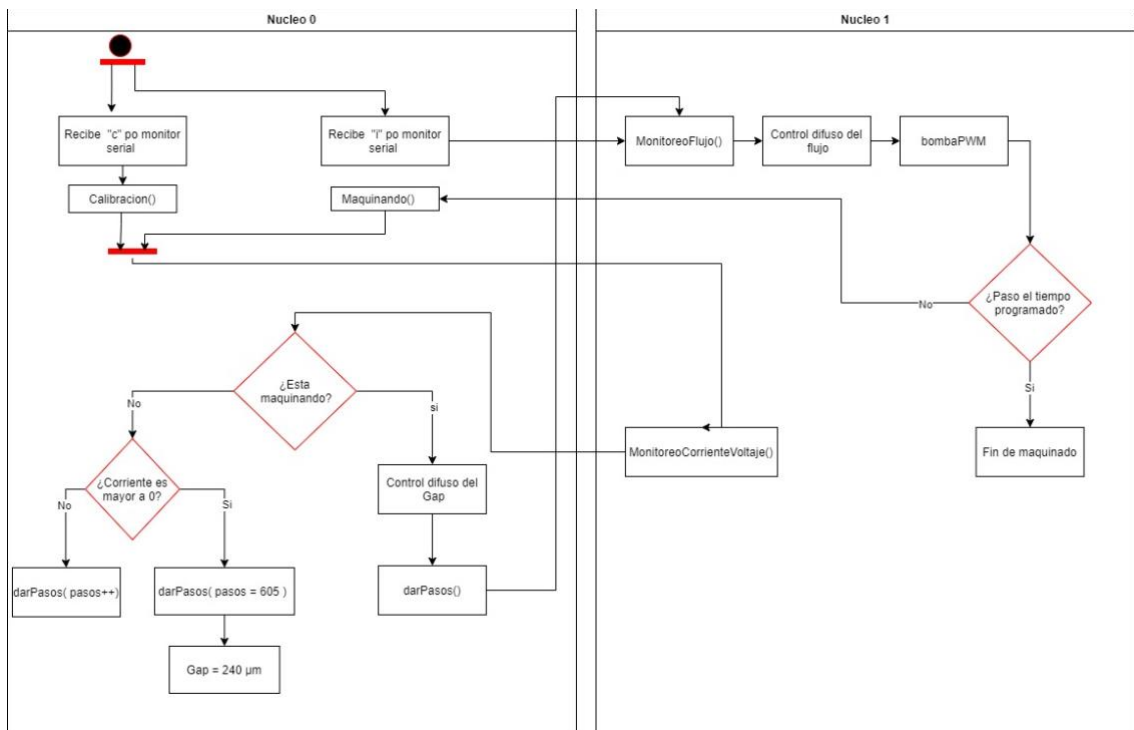 Nucleo 0
Nucleo 1
Recibe "c" po monitor
serial
Recibe "i" po monitor
serial
MonitoreoFlujo()
Control difuso del
flujo
bombaPWM
Calibracion()
Maquinando()
¿Paso el tiempo
programado?
No
Si
Fin de maquinado
¿Esta
maquinando?
No
si
MonitoreoCorrienteVoltaje()
¿Corriente es
mayor a 0?
No
Si
Control difuso del
Gap
darPasos( pasos++)
darPasos( pasos = 605 )
darPasos()
Gap = 240 µm